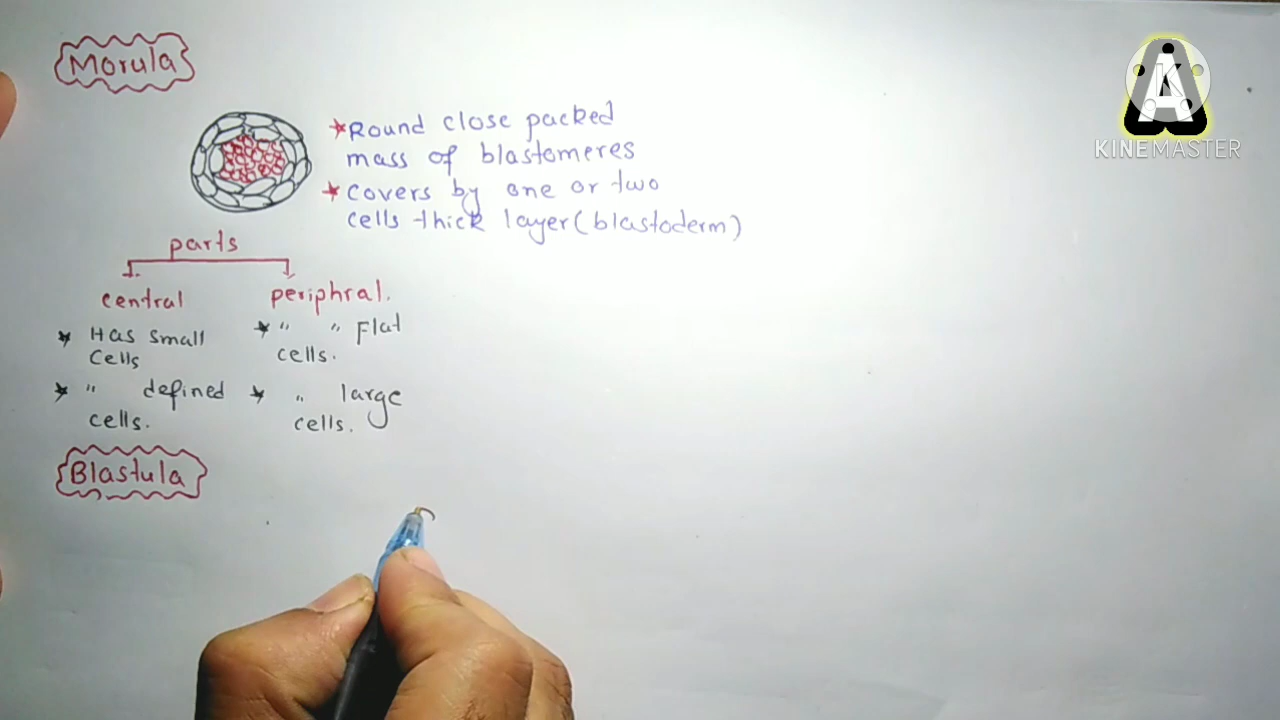 Morula
* Round close packed
mass of blastomeres
* Covers by one or two
cells thick layer (blastoderm)
parts
central
periphral.
* Has small
Cells
* " " Flat
cells.
* " defined
cells.
* " large
cells.
Blastula
A
K
KINEMASTER